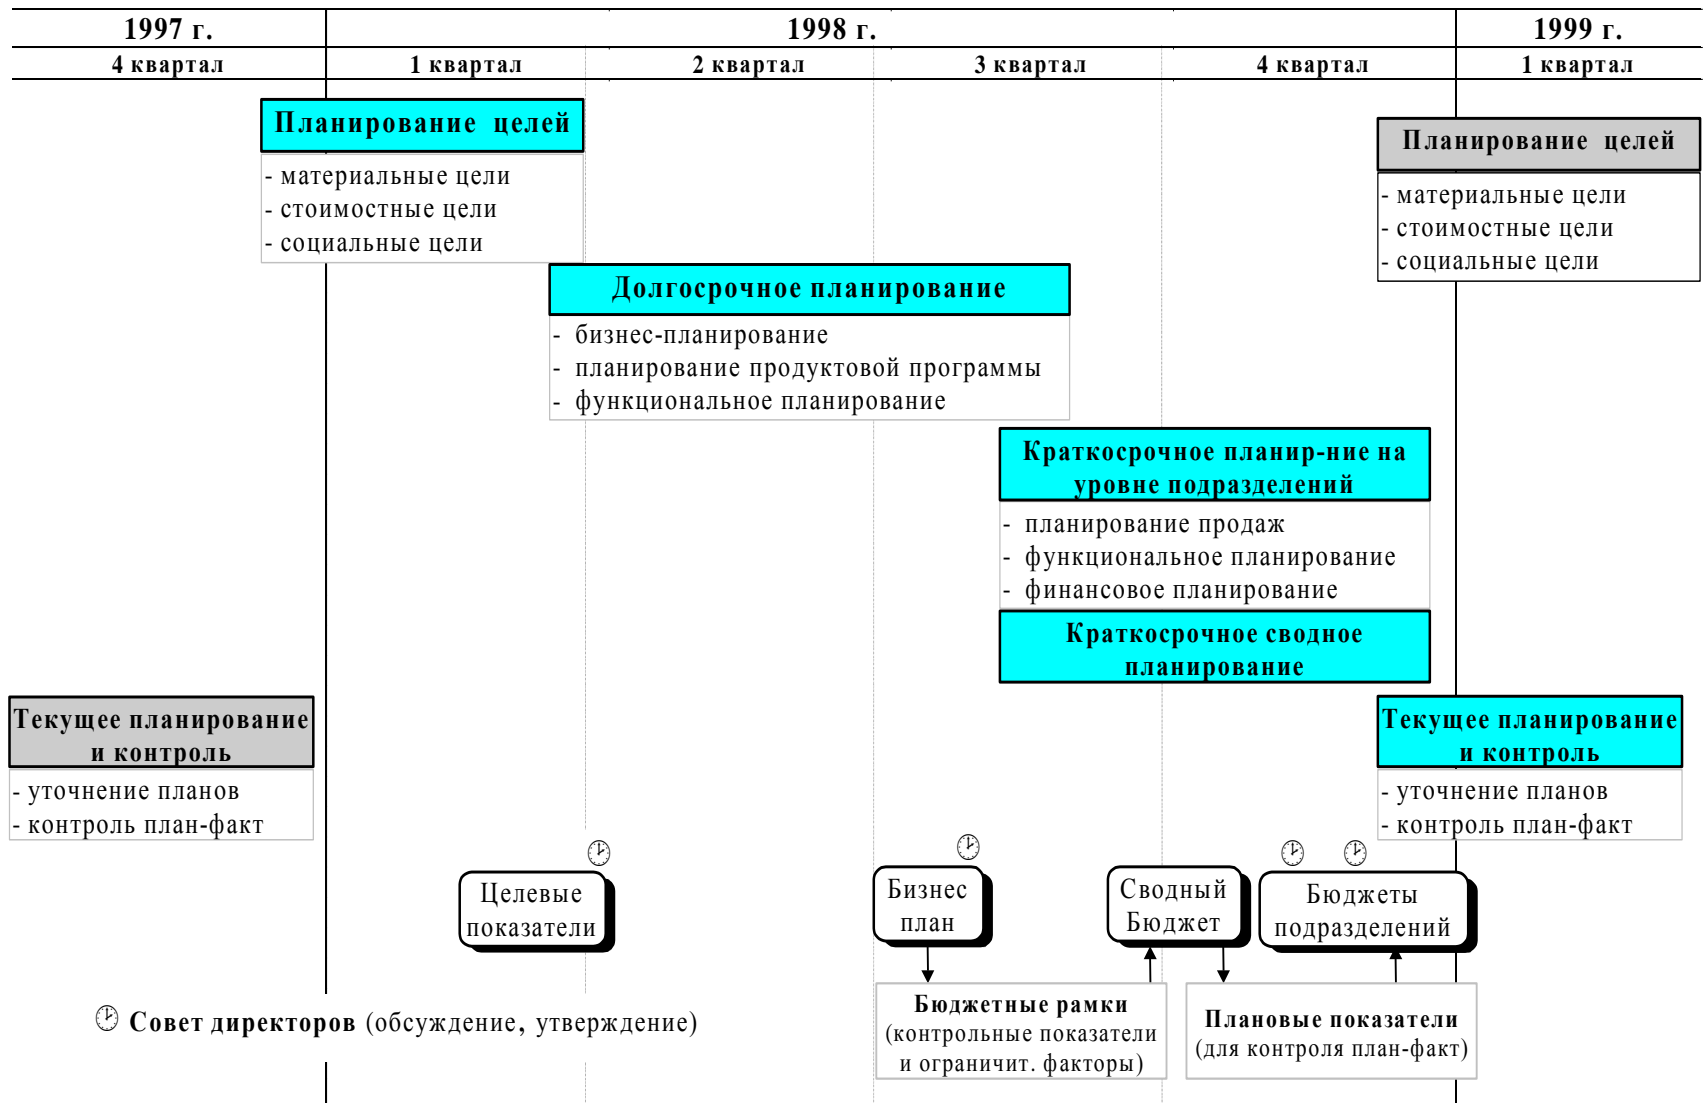 1997 г.
1998 г.
1999 г.
4 квартал
1 квартал
2 квартал
3 квартал
4 квартал
1 квартал
Планирование целей
- материальные цели
- стоимостные цели
- социальные цели
Планирование целей
- материальные цели
- стоимостные цели
- социальные цели
Долгосрочное планирование
- бизнес-планирование
- планирование продуктовой программы
- функциональное планирование
Краткосрочное планир-ние на
уровне подразделений
- планирование продаж
- функциональное планирование
- финансовое планирование
Краткосрочное сводное
планирование
Текущее планирование
и контроль
- уточнение планов
- контроль план-факт
Текущее планирование
и контроль
- уточнение планов
- контроль план-факт
Целевые
показатели
Бизнес
план
Сводный
Бюджет
Бюджеты
подразделений
Бюджетные рамки
(контрольные показатели
и ограничит. факторы)
Плановые показатели
(для контроля план-факт)
Совет директоров (обсуждение, утверждение)